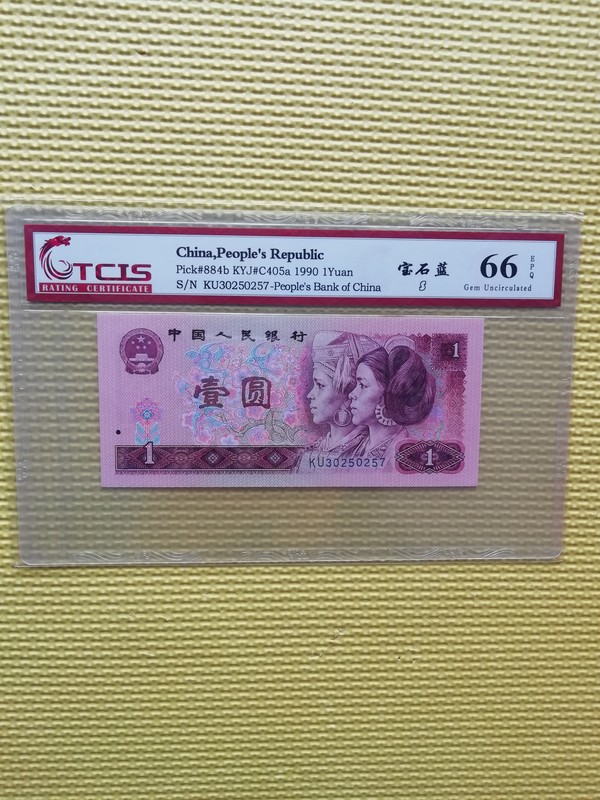 TCIS
RATING CERTIFICATE
China,People's Republic
Pick#884b KYJ#C405a 1990 1Yuan
S/N KU30250257-People's Bank of China
宝石蓝
66
EPQ
Gem Uncirculated
中国人民银行
1
壹圆
1
KU30250257
1